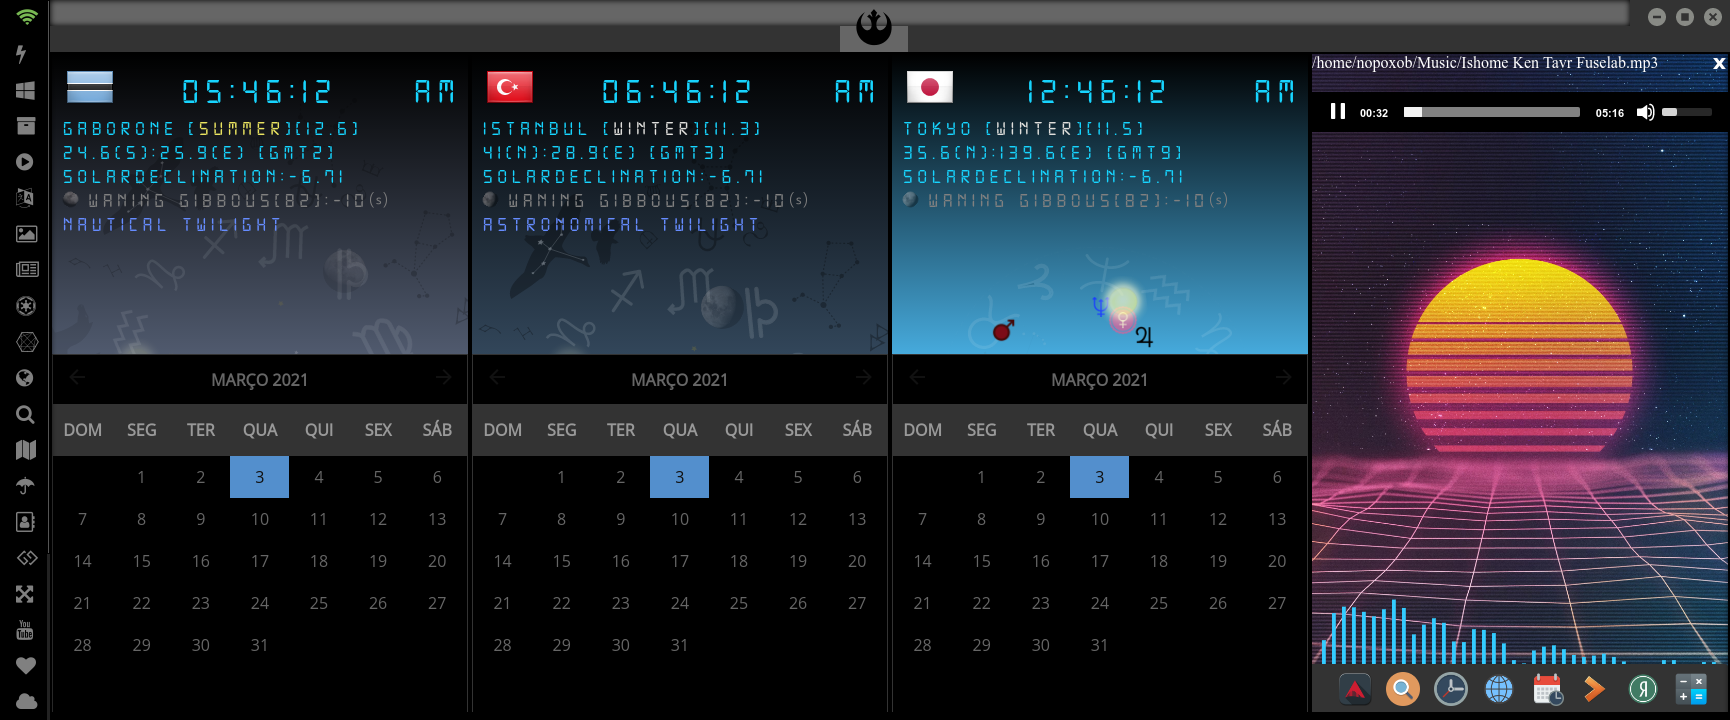 05:46:12 AM
GABORONE [SUMMER][12.6]
24.6(S):25.9(E) [GMT2]
SOLARDECLINATION:-6.71
WANING GIBBOUS[82]:-10(s)
NAUTICAL TWILIGHT
MARÇO 2021
DOM SEG TER QUA QUI SEX SÁB
1 2 3 4 5 6
7 8 9 10 11 12 13
14 15 16 17 18 19 20
21 22 23 24 25 26 27
28 29 30 31
06:46:12 AM
ISTANBUL [WINTER][11.3]
41(N):28.9(E) [GMT3]
SOLARDECLINATION:-6.71
WANING GIBBOUS[82]:-10(s)
ASTRONOMICAL TWILIGHT
MARÇO 2021
DOM SEG TER QUA QUI SEX SÁB
1 2 3 4 5 6
7 8 9 10 11 12 13
14 15 16 17 18 19 20
21 22 23 24 25 26 27
28 29 30 31
12:46:12 AM
TOKYO [WINTER][11.5]
35.6(N):139.6(E) [GMT9]
SOLARDECLINATION:-6.71
WANING GIBBOUS[82]:-10(s)
MARÇO 2021
DOM SEG TER QUA QUI SEX SÁB
1 2 3 4 5 6
7 8 9 10 11 12 13
14 15 16 17 18 19 20
21 22 23 24 25 26 27
28 29 30 31
/home/nopoxob/Music/Ishome Ken Tavr Fuselab.mp3 x
00:32 05:16
You
Tube
Я